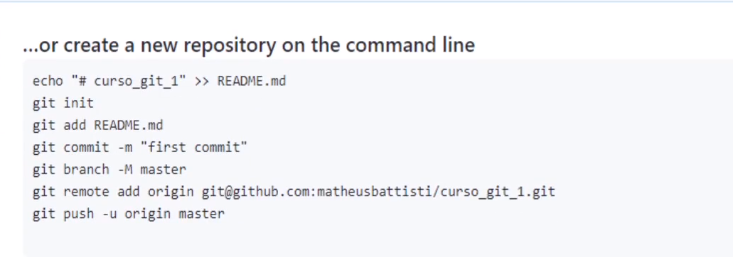 ...or create a new repository on the command line
echo "# curso_git_1" >> README.md
git init
git add README.md
git commit -m "first commit"
git branch -M master
git remote add origin git@github.com:matheusbattisti/curso_git_1.git
git push -u origin master